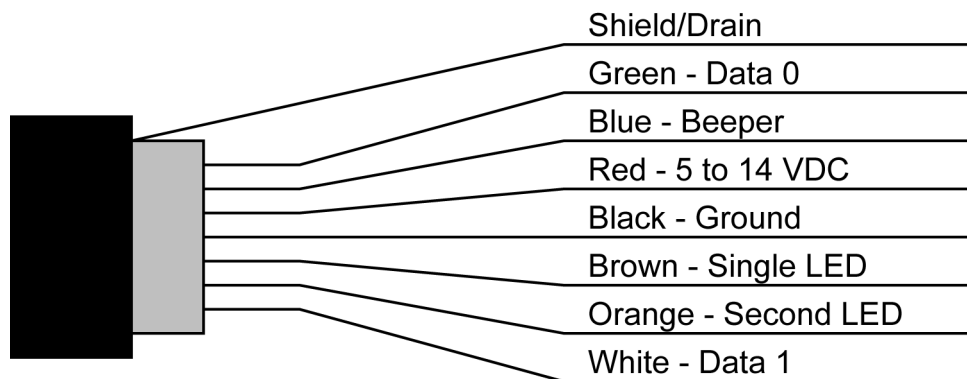 Shield/Drain
Green - Data 0
Blue - Beeper
Red - 5 to 14 VDC
Black - Ground
Brown - Single LED
Orange - Second LED
White - Data 1